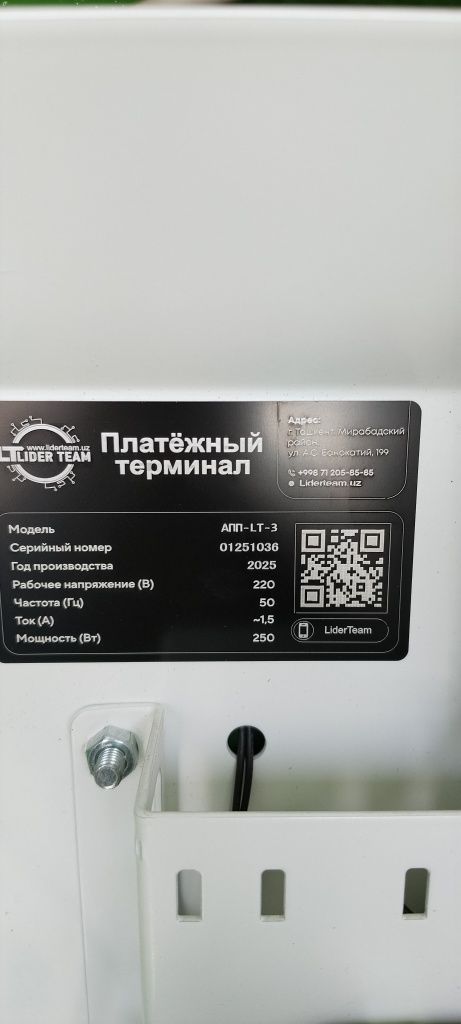 www.liderteam.uz
LIDER TEAM
Платёжный
терминал
Адрес:
г.Ташкент, Мирабадский
район,
ул. А.С. 199
+998 71 205-85-85
Liderteam.uz
Модель АПП-LT-3
Серийный номер 01251036
Год производства 2025
Рабочее напряжение (В) 220
Частота (Гц) 50
Ток (А) ~1,5
Мощность (Вт) 250
LiderTeam